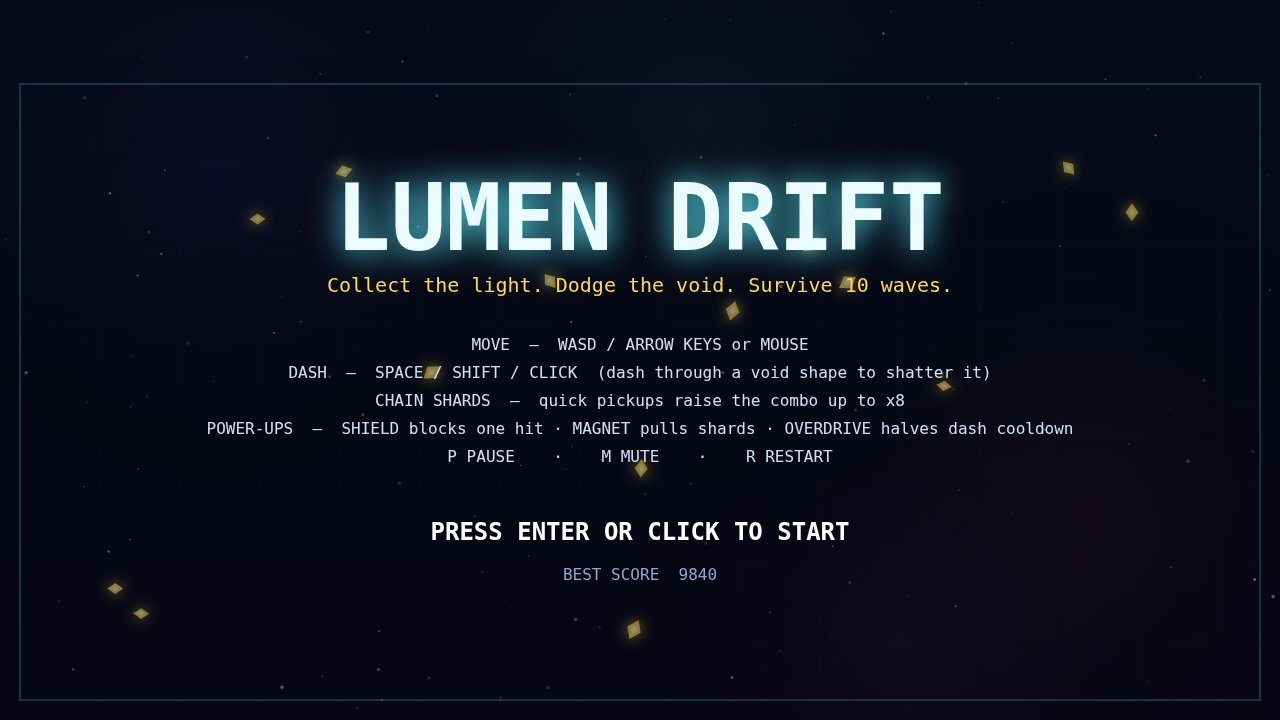 LUMEN DRIFT
Collect the light. Dodge the void. Survive 10 waves.
MOVE  —  WASD / ARROW KEYS or MOUSE
DASH  —  SPACE / SHIFT / CLICK  (dash through a void shape to shatter it)
CHAIN SHARDS  —  quick pickups raise the combo up to x8
POWER-UPS  —  SHIELD blocks one hit · MAGNET pulls shards · OVERDRIVE halves dash cooldown
P PAUSE    ·    M MUTE    ·    R RESTART
PRESS ENTER OR CLICK TO START
BEST SCORE  9840